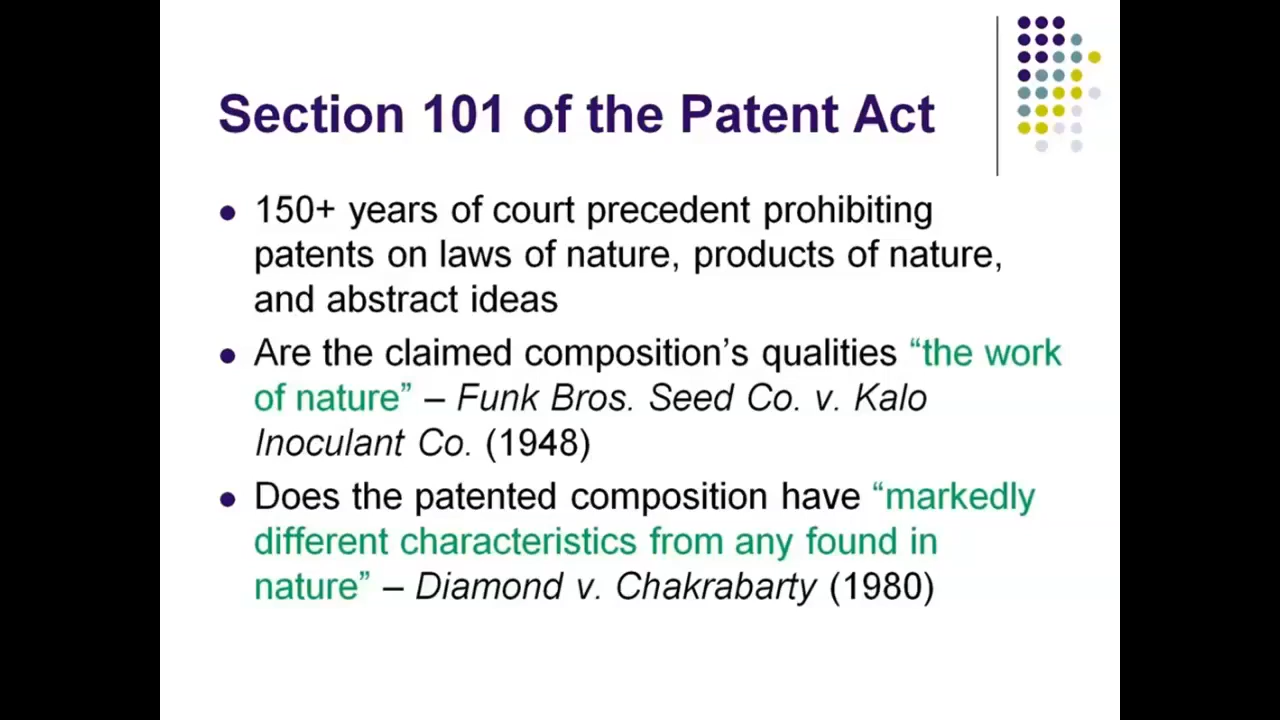 Section 101 of the Patent Act
150+ years of court precedent prohibiting
patents on laws of nature, products of nature,
and abstract ideas
Are the claimed composition’s qualities “the work
of nature” – Funk Bros. Seed Co. v. Kalo
Inoculant Co. (1948)
Does the patented composition have “markedly
different characteristics from any found in
nature” – Diamond v. Chakrabarty (1980)